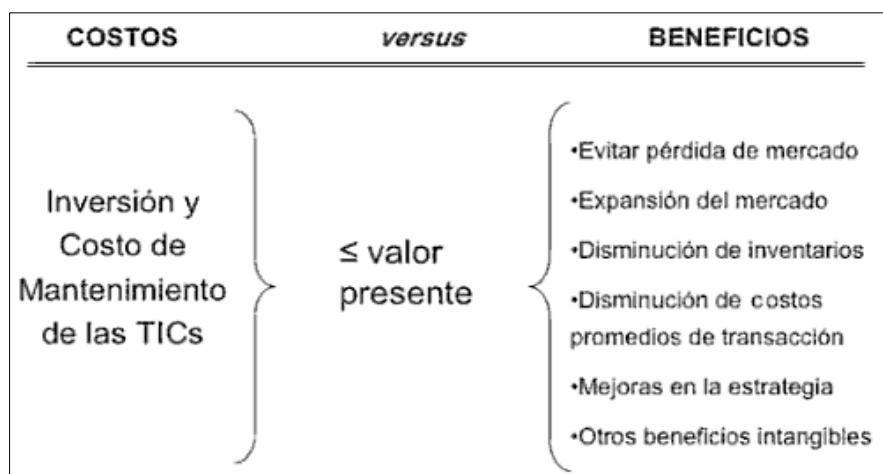 COSTOS versus BENEFICIOS
Inversión y
Costo de
Mantenimiento
de las TICs
≤ valor
presente
•Evitar pérdida de mercado
•Expansión del mercado
•Disminución de inventarios
•Disminución de costos
promedios de transacción
•Mejoras en la estrategia
•Otros beneficios intangibles